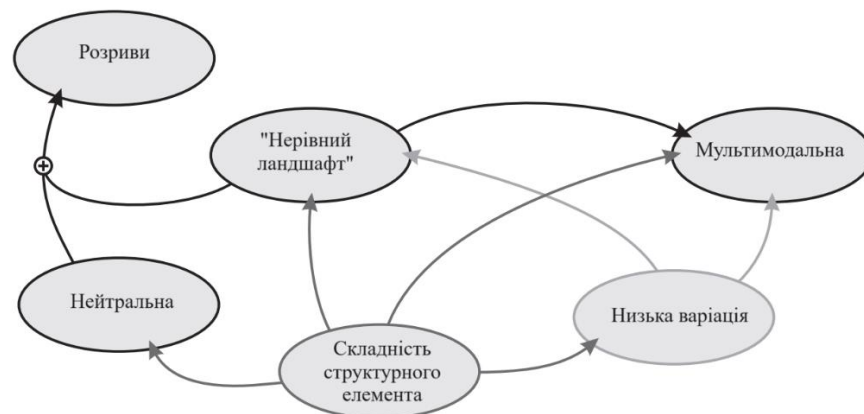 Розриви
"Нерівний
ландшафт"
Мультимодальна
Нейтральна
Низька варіація
Складність
структурного
елемента